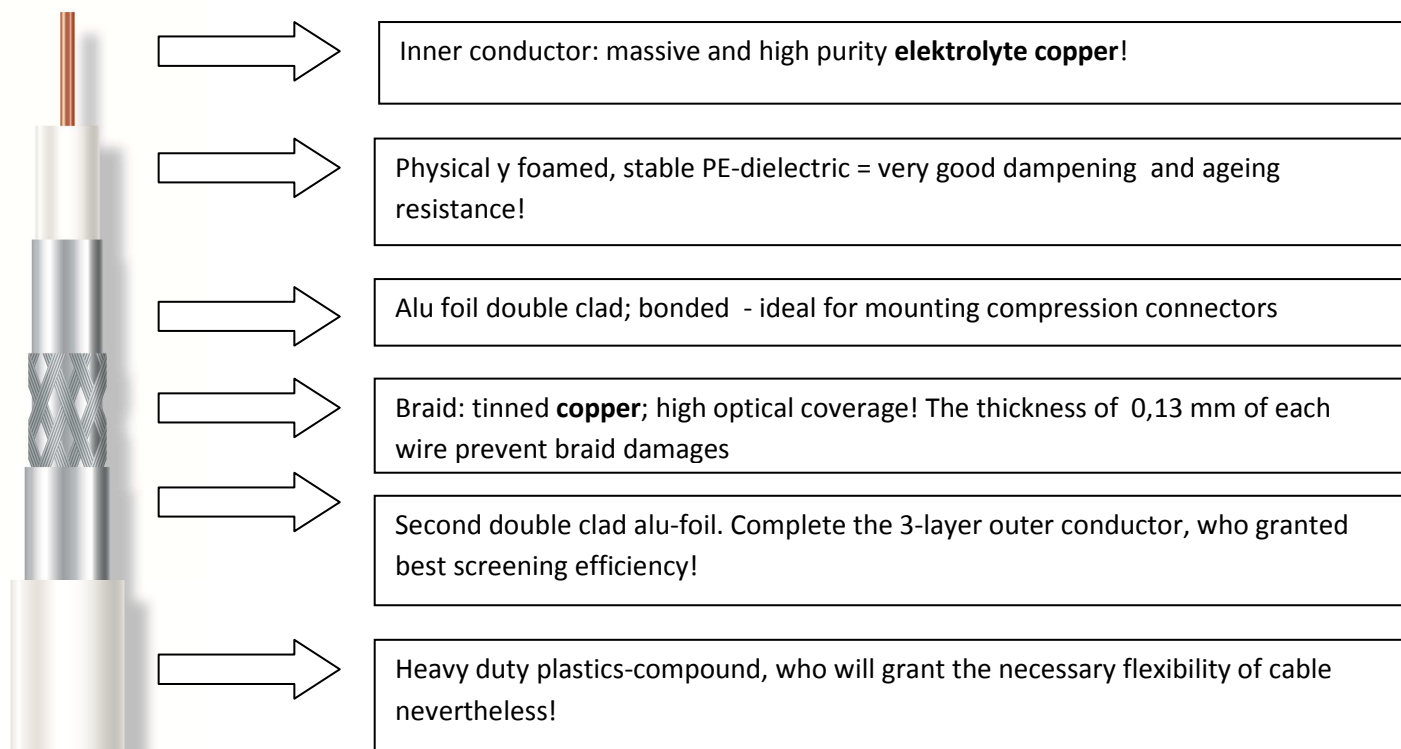 Inner conductor: massive and high purity elektrolyte copper!
Physical y foamed, stable PE-dielectric = very good dampening  and ageing
resistance!
Alu foil double clad; bonded  - ideal for mounting compression connectors
Braid: tinned copper; high optical coverage! The thickness of  0,13 mm of each
wire prevent braid damages
Second double clad alu-foil. Complete the 3-layer outer conductor, who granted
best screening efficiency!
Heavy duty plastics-compound, who will grant the necessary flexibility of cable
nevertheless!